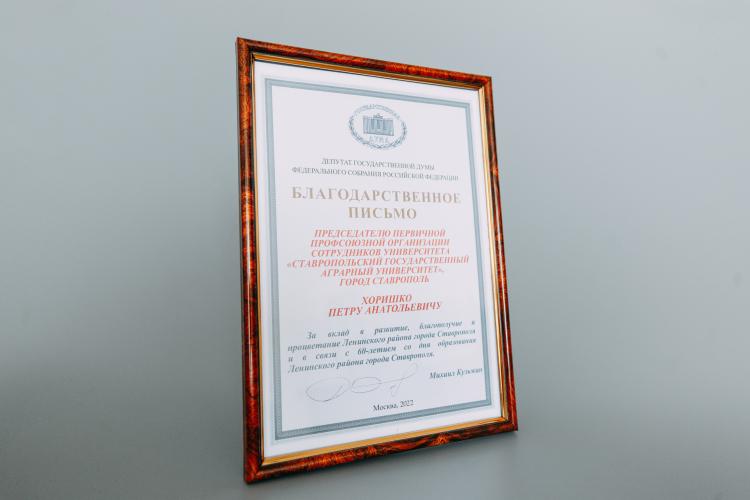 ГОСУДАРСТВЕННАЯ
ДУМА
ДЕПУТАТ ГОСУДАРСТВЕННОЙ ДУМЫ
ФЕДЕРАЛЬНОГО СОБРАНИЯ РОССИЙСКОЙ ФЕДЕРАЦИИ
БЛАГОДАРСТВЕННОЕ
ПИСЬМО
ПРЕДСЕДАТЕЛЮ ПЕРВИЧНОЙ
ПРОФСОЮЗНОЙ ОРГАНИЗАЦИИ
СОТРУДНИКОВ УНИВЕРСИТЕТА
«СТАВРОПОЛЬСКИЙ ГОСУДАРСТВЕННЫЙ
АГРАРНЫЙ УНИВЕРСИТЕТ»,
ГОРОД СТАВРОПОЛЬ
ХОРИШКО
ПЕТРУ АНАТОЛЬЕВИЧУ
За вклад в развитие, благополучие и
процветание Ленинского района города Ставрополя
и в связи с 60-летием со дня образования
Ленинского района города Ставрополя.
Михаил Кузьмин
Москва, 2022